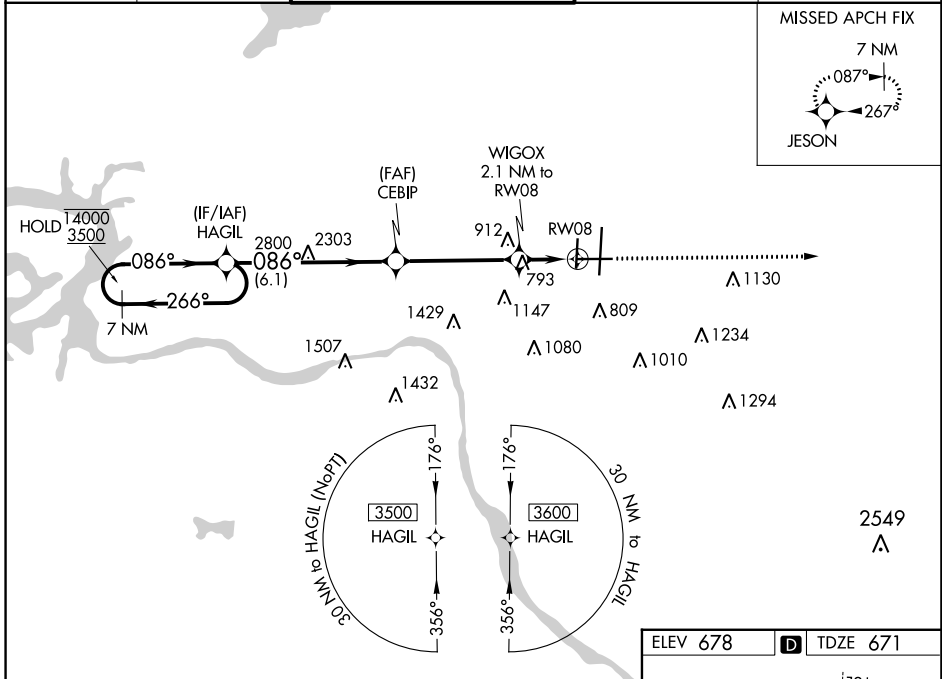 MISSED APCH FIX
7 NM
087°
267°
JESON
WIGOX
2.1 NM to
RW08
(FAF)
CEBIP
(IF/IAF)
HAGIL
HOLD 14000
3500
912
RW08
2800
2303
086°
086°
(6.1)
793
1130
266°
7 NM
1147
809
1429
1234
1507
1080
1010
1432
1294
30 NM to HAGIL (NoPT)
176°
176°
30 NM to HAGIL
3500
3600
HAGIL
HAGIL
2549
356°
356°
ELEV 678
D
TDZE 671